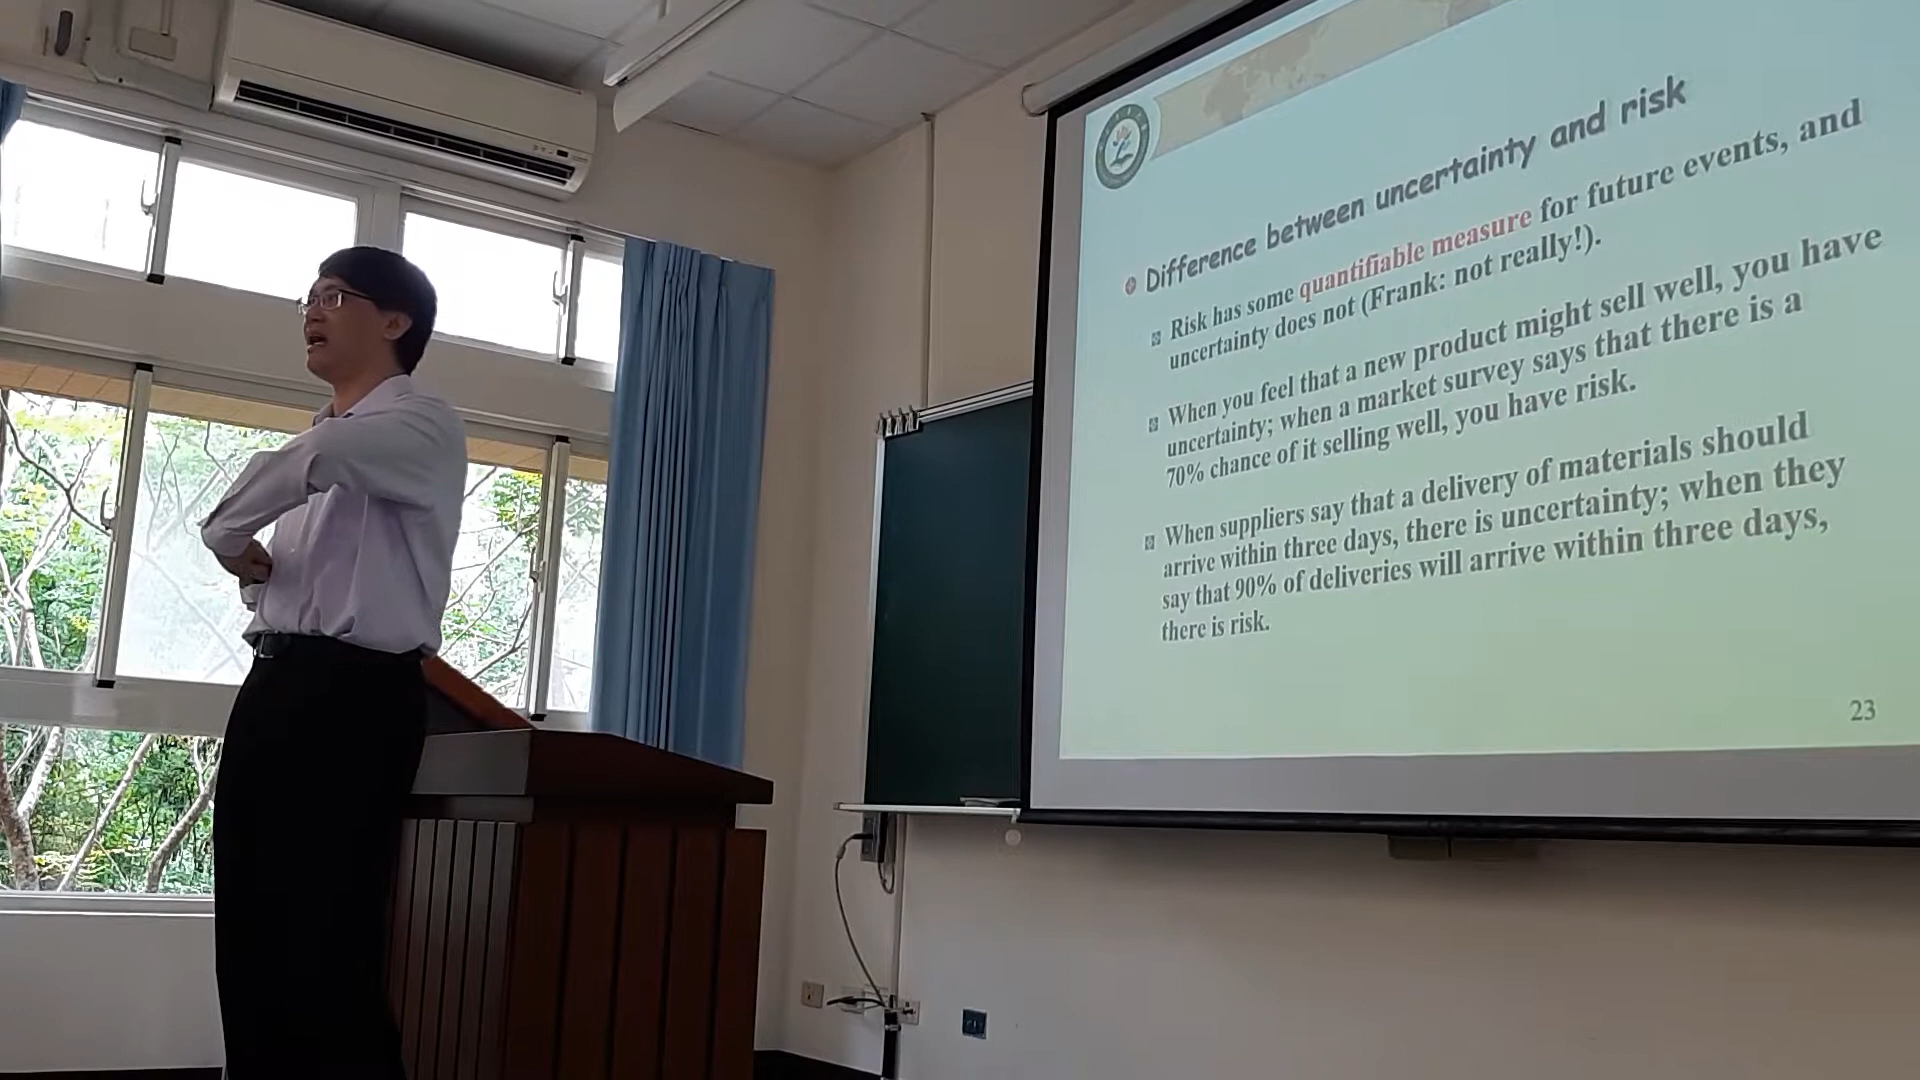 Difference between uncertainty and risk
Risk has some quantifiable measure for future events, and
uncertainty does not (Frank: not really!).
When you feel that a new product might sell well, you have
uncertainty; when a market survey says that there is a
70% chance of it selling well, you have risk.
When suppliers say that a delivery of materials should
arrive within three days, there is uncertainty; when they
say that 90% of deliveries will arrive within three days,
there is risk.
23